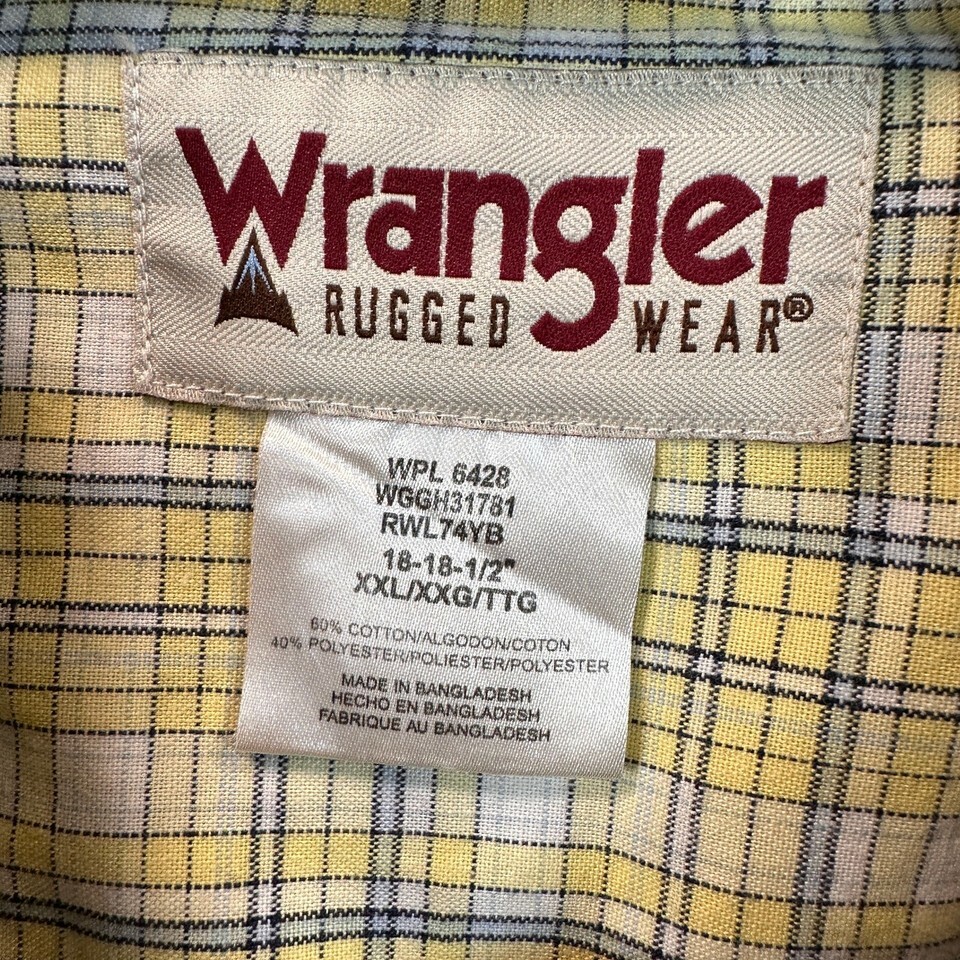 Wrangler
RUGGED WEAR®
WPL 6428
WGGH31781
RWL74YB
18-18-1/2"
XXL/XXG/TTG
60% COTTON/ALGODON/COTON
40% POLYESTER/POLIESTER/POLYESTER
MADE IN BANGLADESH
HECHO EN BANGLADESH
FABRIQUE AU BANGLADESH